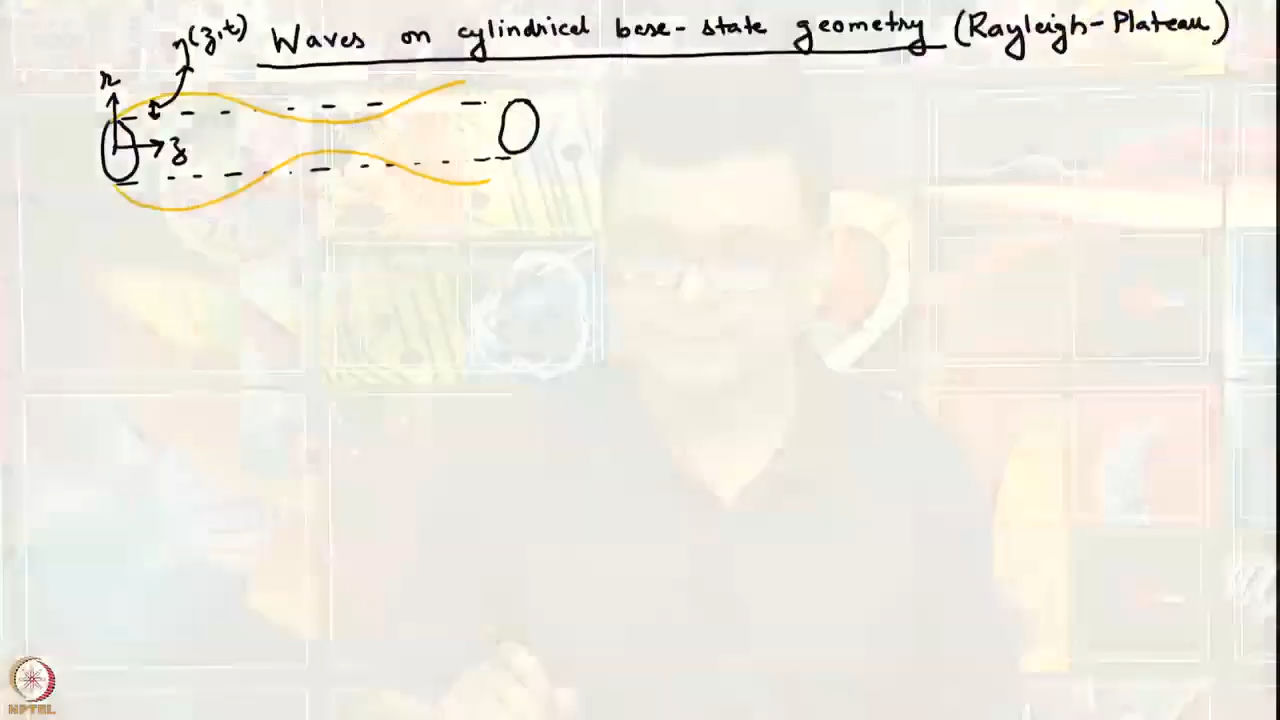 η(z,t) Waves on cylindrical base-state geometry (Rayleigh-Plateau)
r
z
NPTEL